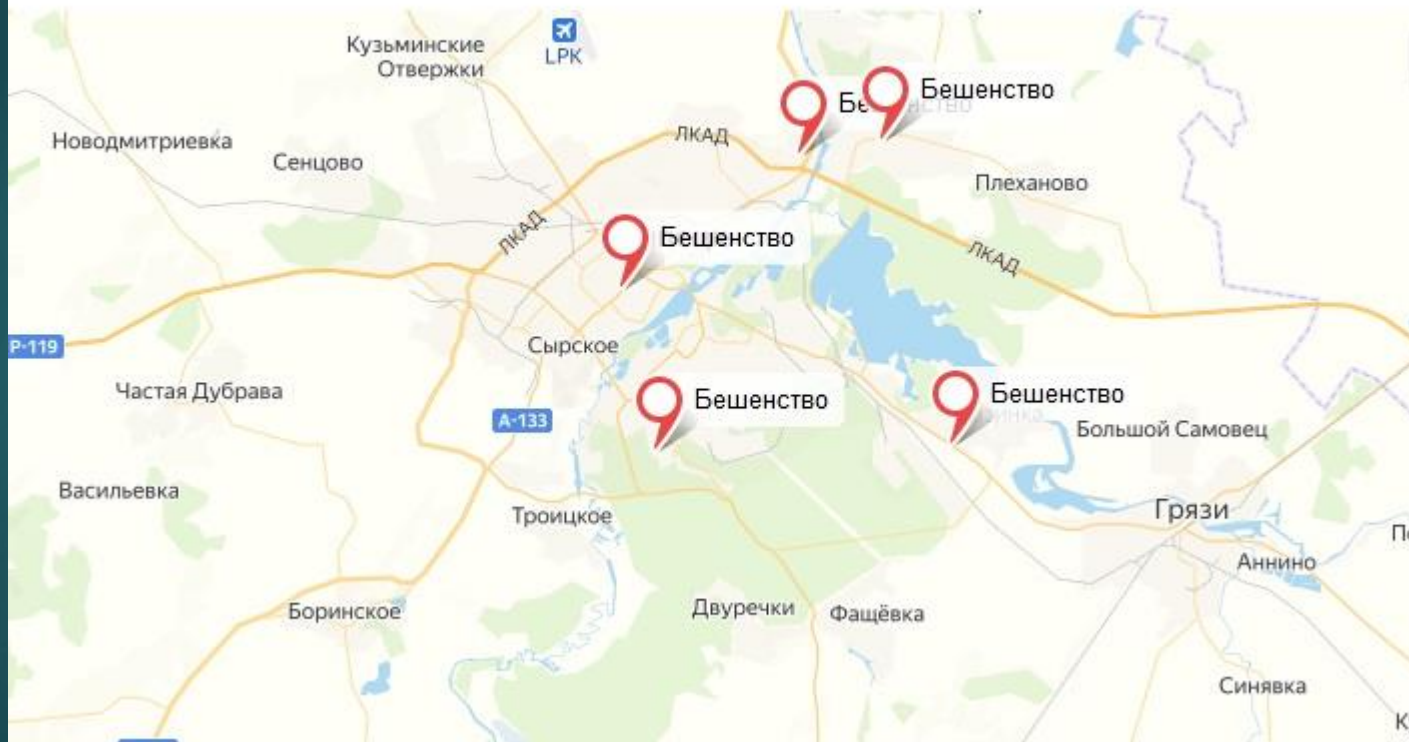 Кузьминские
Отвержки
LPK
Бешенство
Бешенство
ЛКАД
Новодмитриевка
Сенцово
Плеханово
ЛКАД
Бешенство
ЛКАД
Р-119
Сырское
Частая Дубрава
Бешенство
Бешенство
А-133
Большой Самовец
Васильевка
Троицкое
Грязи
Аннино
Боринское
Двуречки
Фащёвка
Синявка